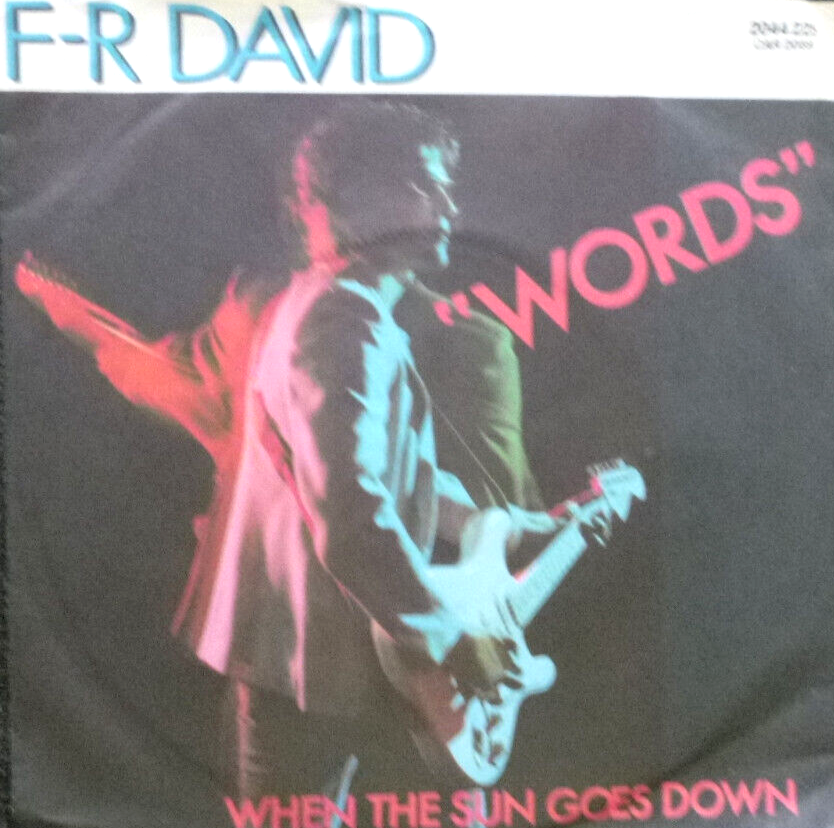 F-R DAVID
"WORDS"
WHEN THE SUN GOES DOWN